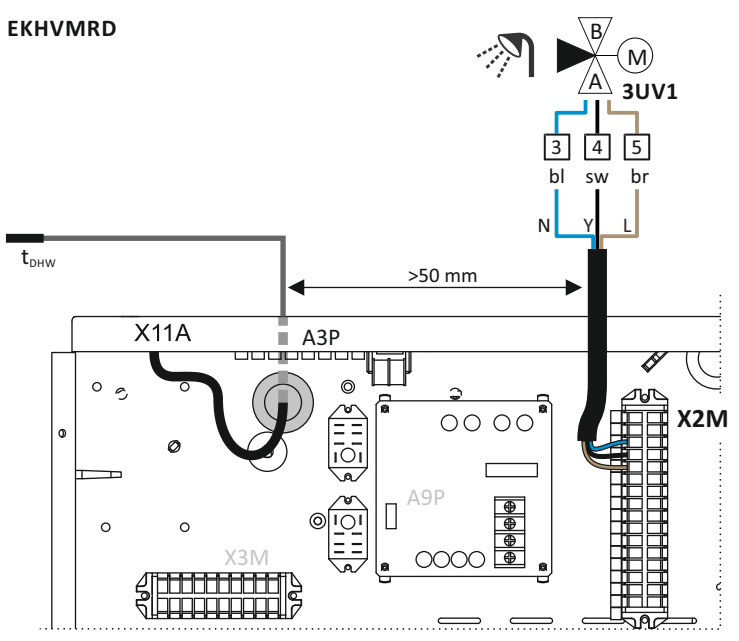 EKHVMRD
B
M
A
3UV1
3 4 5
bl sw br
N Y L
tDHW
>50 mm
X11A
A3P
X2M
A9P
X3M